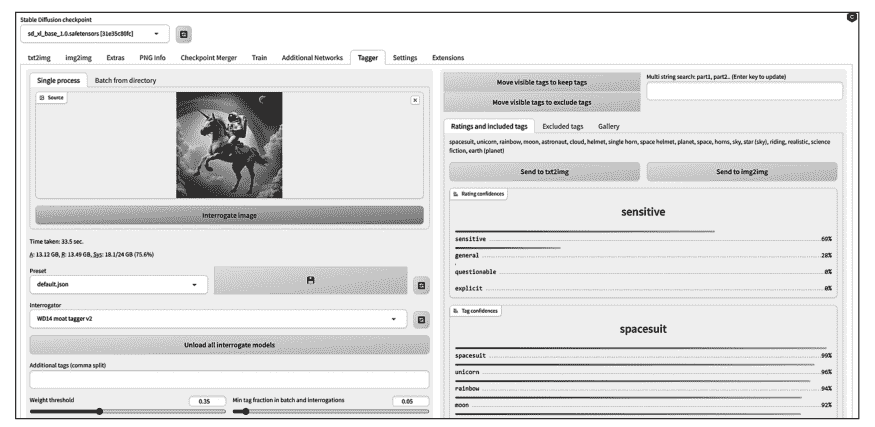 Stable Diffusion checkpoint
sd_xl_base_1.0.safetensors [31e35c80fc]
txt2img img2img Extras PNG Info Checkpoint Merger Train Additional Networks Tagger Settings Extensions
Single process Batch from directory
Source
Interrogate image
Time taken: 33.5 sec.
A: 13.12 GB, R: 13.49 GB, Sys: 18.1/24 GB (75.6%)
Preset
default.json
Interrogator
WD14 moat tagger v2
Unload all interrogate models
Additional tags (comma split)
Weight threshold 0.35 Min tag fraction in batch and interrogations 0.05
Move visible tags to keep tags
Move visible tags to exclude tags
Multi string search: part1, part2.. (Enter key to update)
Ratings and included tags Excluded tags Gallery
spacesuit, unicorn, rainbow, moon, astronaut, cloud, helmet, single horn, space helmet, planet, space, horns, sky, star (sky), riding, realistic, science
fiction, earth (planet)
Send to txt2img Send to img2img
Rating confidences
sensitive
sensitive 69%
general 28%
questionable 0%
explicit 0%
Tag confidences
spacesuit
spacesuit 99%
unicorn 96%
rainbow 94%
moon 92%